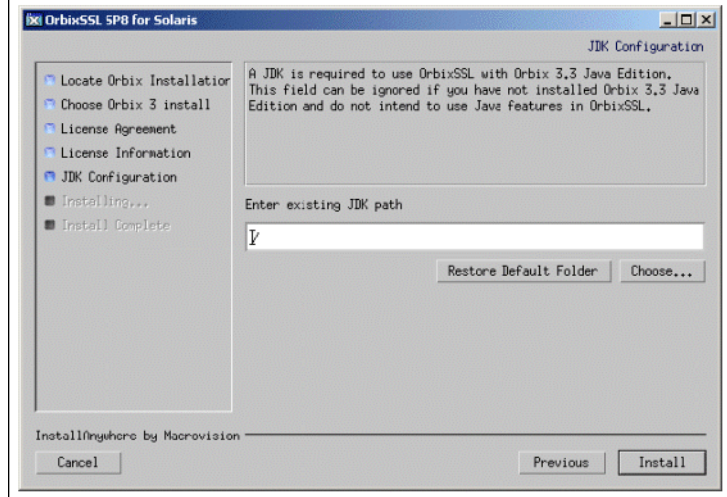 OrbixSSL SP8 for Solaris
JDK Configuration
Locate Orbix Installation
Choose Orbix 3 install
License Agreement
License Information
JDK Configuration
Installing...
Install Complete
A JDK is required to use OrbixSSL with Orbix 3.3 Java Edition.
This field can be ignored if you have not installed Orbix 3.3 Java
Edition and do not intend to use Java features in OrbixSSL.
Enter existing JDK path
/
Restore Default Folder
Choose...
InstallAnywhere by Macrovision
Cancel
Previous
Install